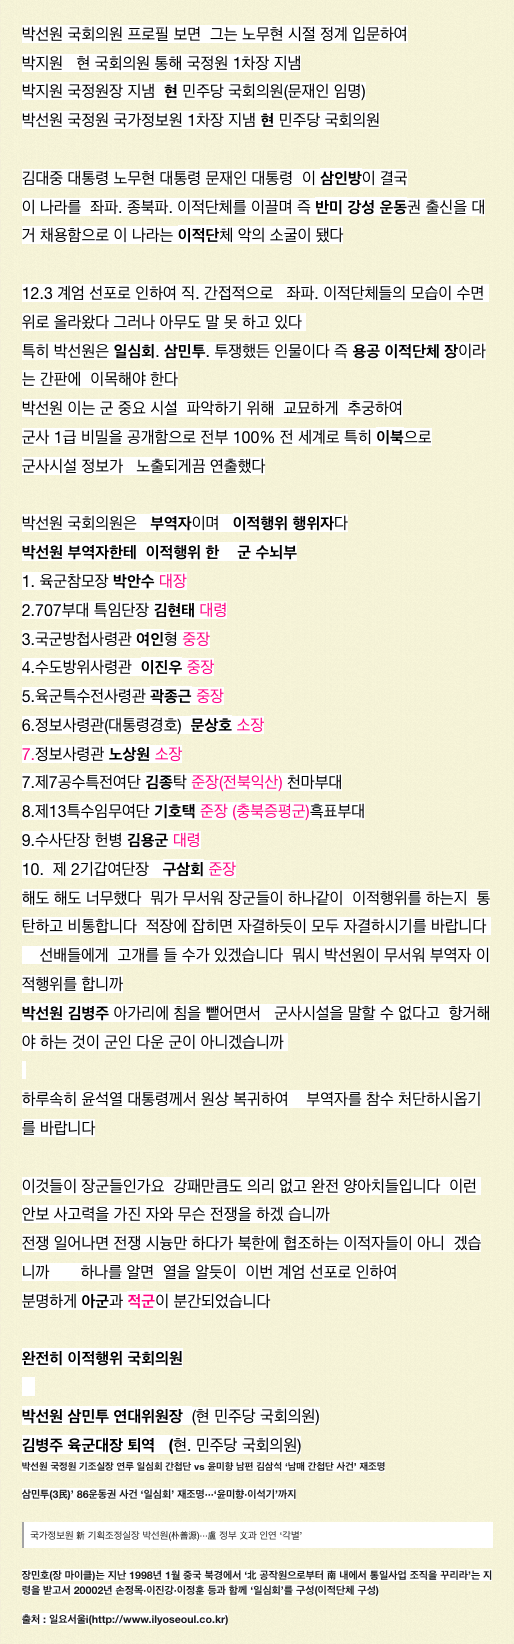 박선원 국회의원 프로필 보면 그는 노무현 시절 정계 입문하여
박지원 현 국회의원 통해 국정원 1차장 지냄
박지원 국정원장 지냄 현 민주당 국회의원(문재인 임명)
박선원 국정원 국가정보원 1차장 지냄 현 민주당 국회의원
김대중 대통령 노무현 대통령 문재인 대통령 이 삼인방이 결국
이 나라를 좌파. 종북파. 이적단체를 이끌며 즉 반미 강성 운동권 출신을 대
거 채용함으로 이 나라는 이적단체 악의 소굴이 됐다
12.3 계엄 선포로 인하여 직. 간접적으로 좌파. 이적단체들의 모습이 수면
위로 올라왔다 그러나 아무도 말 못 하고 있다
특히 박선원은 일심회. 삼민투. 투쟁했든 인물이다 즉 용공 이적단체 장이라
는 간판에 이목해야 한다
박선원 이는 군 중요 시설 파악하기 위해 교묘하게 추궁하여
군사 1급 비밀을 공개함으로 전부 100% 전 세계로 특히 이북으로
군사시설 정보가 노출되게끔 연출했다
박선원 국회의원은 부역자이며 이적행위 행위자다
박선원 부역자한테 이적행위 한 군 수뇌부
1. 육군참모장 박안수 대장
2.707부대 특임단장 김현태 대령
3.국군방첩사령관 여인형 중장
4.수도방위사령관 이진우 중장
5.육군특수전사령관 곽종근 중장
6.정보사령관(대통령경호) 문상호 소장
7.정보사령관 노상원 소장
7.제7공수특전여단 김종탁 준장(전북익산) 천마부대
8.제13특수임무여단 기호택 준장 (충북증평군)흑표부대
9.수사단장 헌병 김용군 대령
10. 제 2기갑여단장 구삼회 준장
해도 해도 너무했다 뭐가 무서워 장군들이 하나같이 이적행위를 하는지 통
탄하고 비통합니다 적장에 잡히면 자결하듯이 모두 자결하시기를 바랍니다
선배들에게 고개를 들 수가 있겠습니다 뭐시 박선원이 무서워 부역자 이
적행위를 합니까
박선원 김병주 아가리에 침을 뺕어면서 군사시설을 말할 수 없다고 항거해
야 하는 것이 군인 다운 군이 아니겠습니까
하루속히 윤석열 대통령께서 원상 복귀하여 부역자를 참수 처단하시옵기
를 바랍니다
이것들이 장군들인가요 강패만큼도 의리 없고 완전 양아치들입니다 이런
안보 사고력을 가진 자와 무슨 전쟁을 하겠 습니까
전쟁 일어나면 전쟁 시늉만 하다가 북한에 협조하는 이적자들이 아니 겠습
니까 하나를 알면 열을 알듯이 이번 계엄 선포로 인하여
분명하게 아군과 적군이 분간되었습니다
완전히 이적행위 국회의원
박선원 삼민투 연대위원장 (현 민주당 국회의원)
김병주 육군대장 퇴역 (현. 민주당 국회의원)
박선원 국정원 기조실장 연루 일심회 간첩단 vs 윤미향 남편 김삼석 '남매 간첩단 사건' 재조명
삼민투(3民)' 86운동권 사건 '일심회' 재조명···'윤미향·이석기'까지
국가정보원 新 기획조정실장 박선원(朴善源)···盧 정부 文과 인연 '각별'
장민호(장 마이클)는 지난 1998년 1월 중국 북경에서 '北 공작원으로부터 南 내에서 통일사업 조직을 꾸리라'는 지
령을 받고서 20002년 손정목·이진강·이정훈 등과 함께 '일심회'를 구성(이적단체 구성)
출처 : 일요서울i(http://www.ilyoseoul.co.kr)